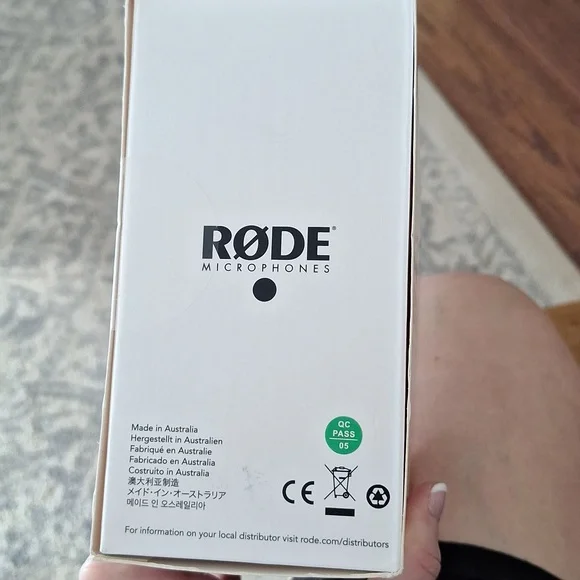 RØDE®
MICROPHONES
Made in Australia
Hergestellt in Australien
Fabriqué en Australie
Fabricado en Australia
Costruito in Australia
澳大利亚制造
メイド・イン・オーストラリア
메이드 인 오스트레일리아
QC
PASS
05
CE
For information on your local distributor visit rode.com/distributors